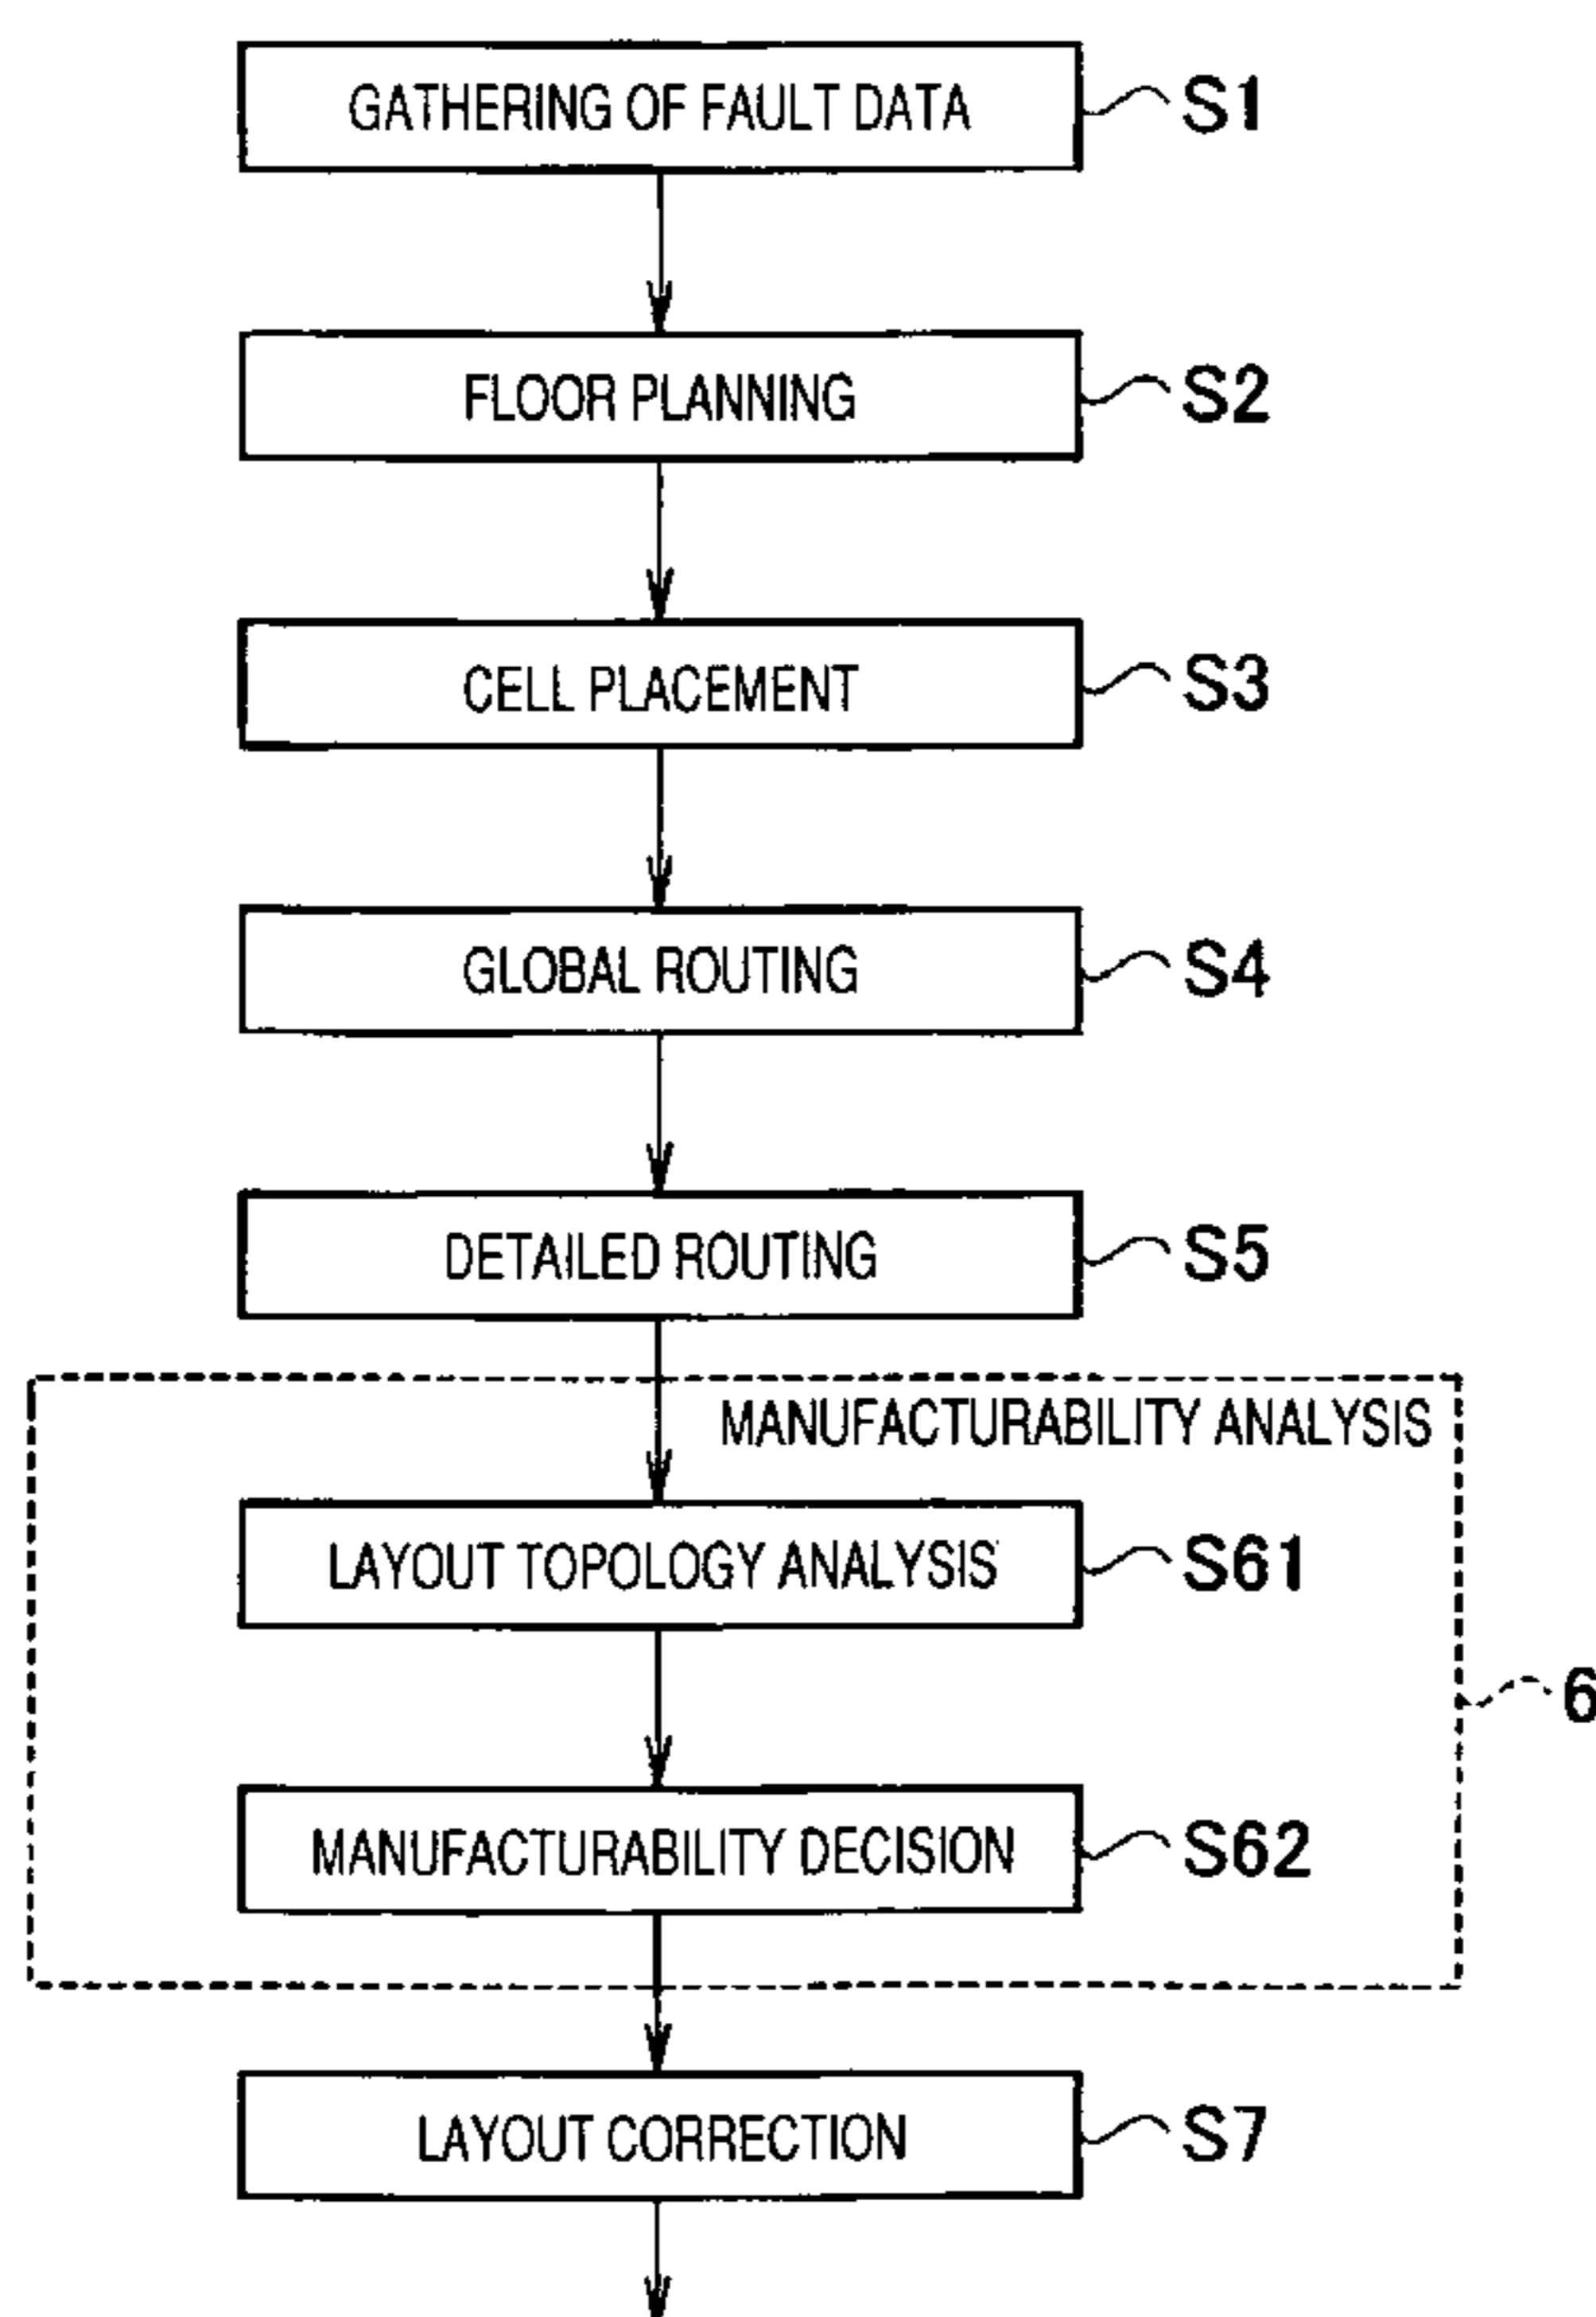 GATHERING OF FAULT DATA S1
FLOOR PLANNING S2
CELL PLACEMENT S3
GLOBAL ROUTING S4
DETAILED ROUTING S5
MANUFACTURABILITY ANALYSIS
LAYOUT TOPOLOGY ANALYSIS S61
6
MANUFACTURABILITY DECISION S62
LAYOUT CORRECTION S7